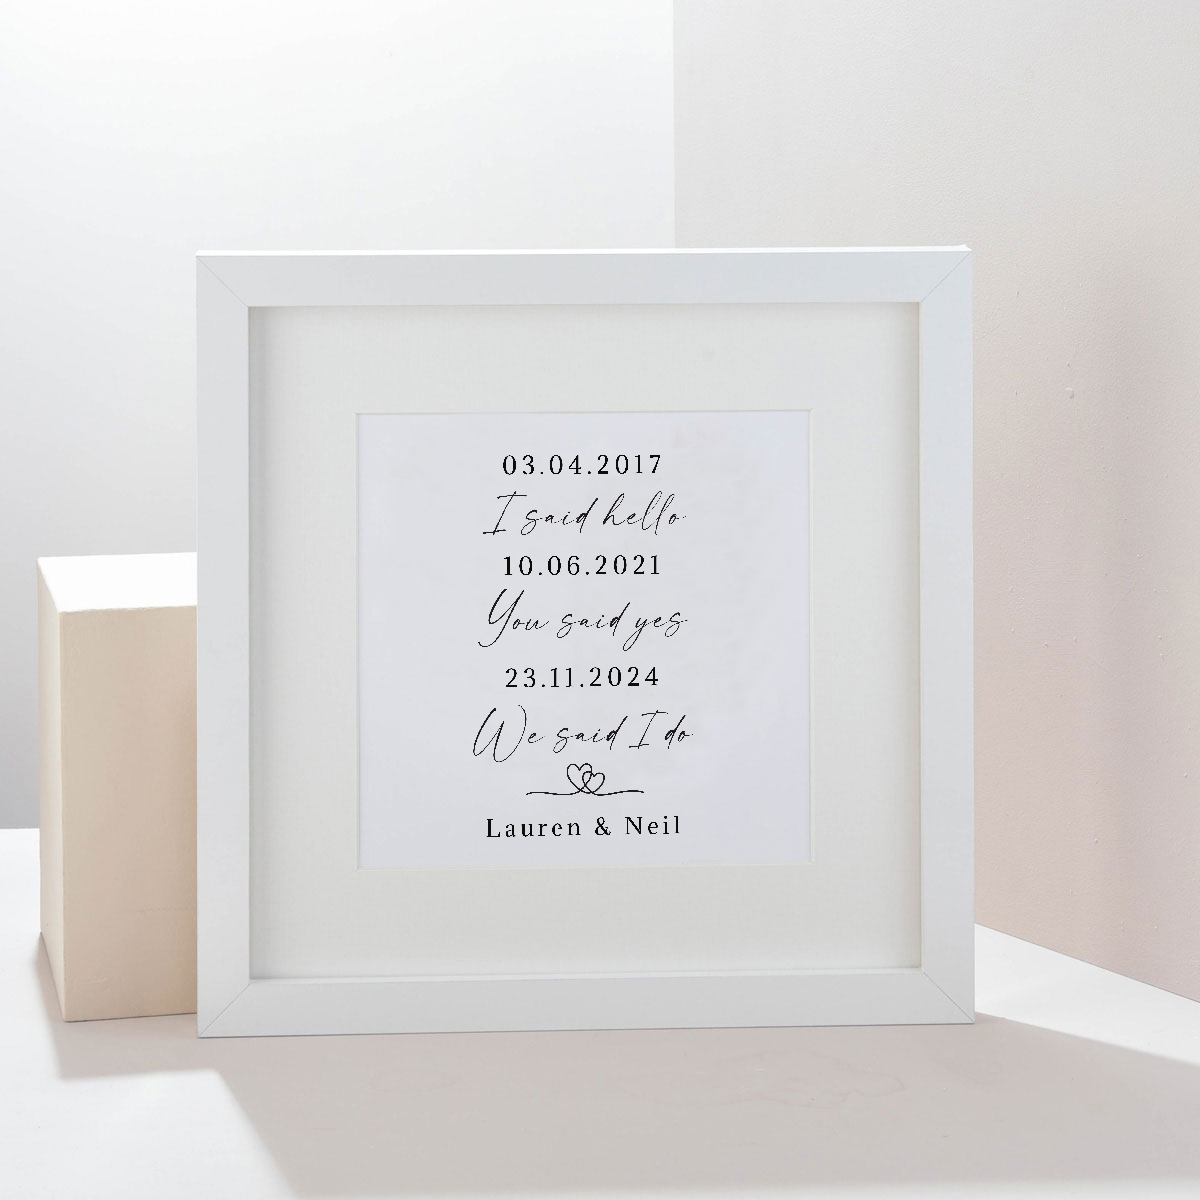 03.04.2017
I said hello
10.06.2021
You said yes
23.11.2024
We said I do
Lauren & Neil